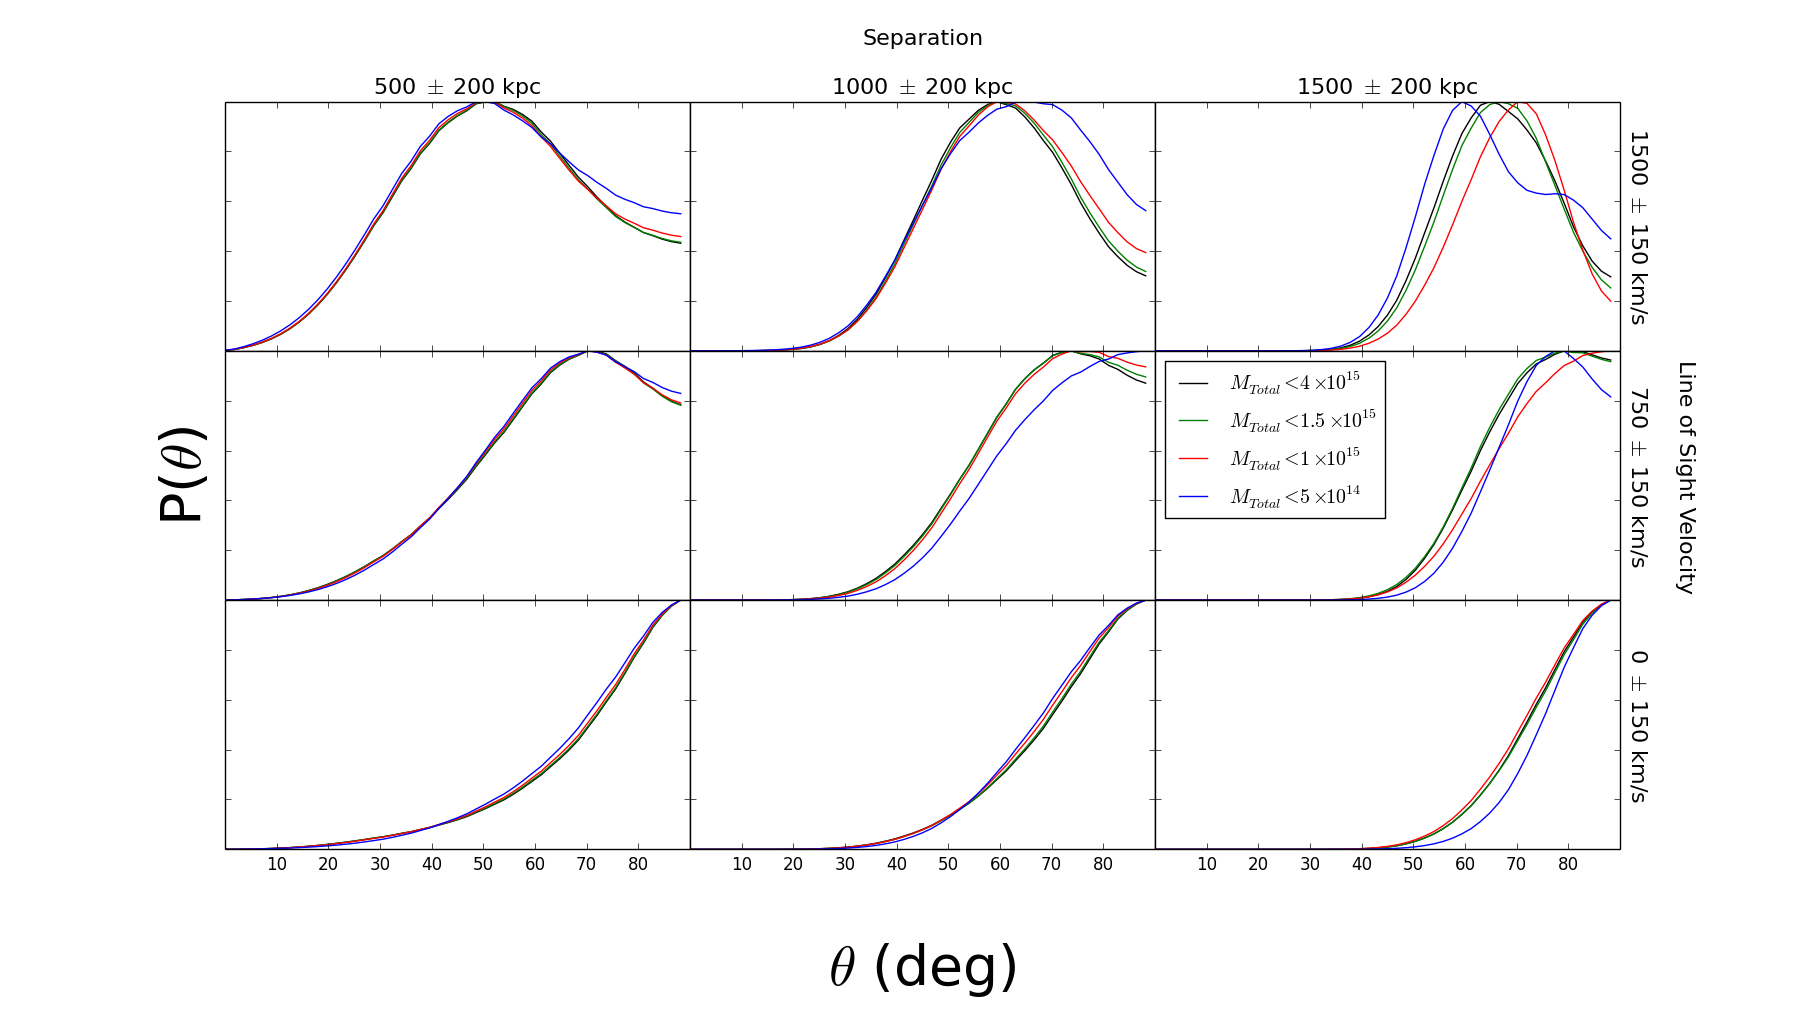 Separation
500 ± 200 kpc
1000 ± 200 kpc
1500 ± 200 kpc
1500 ± 150 km/s
750 ± 150 km/s
0 ± 150 km/s
Line of Sight Velocity
P(θ)
M_Total <4 ×10^15
M_Total <1.5 ×10^15
M_Total <1 ×10^15
M_Total <5 ×10^14
10 20 30 40 50 60 70 80
10 20 30 40 50 60 70 80
10 20 30 40 50 60 70 80
θ (deg)